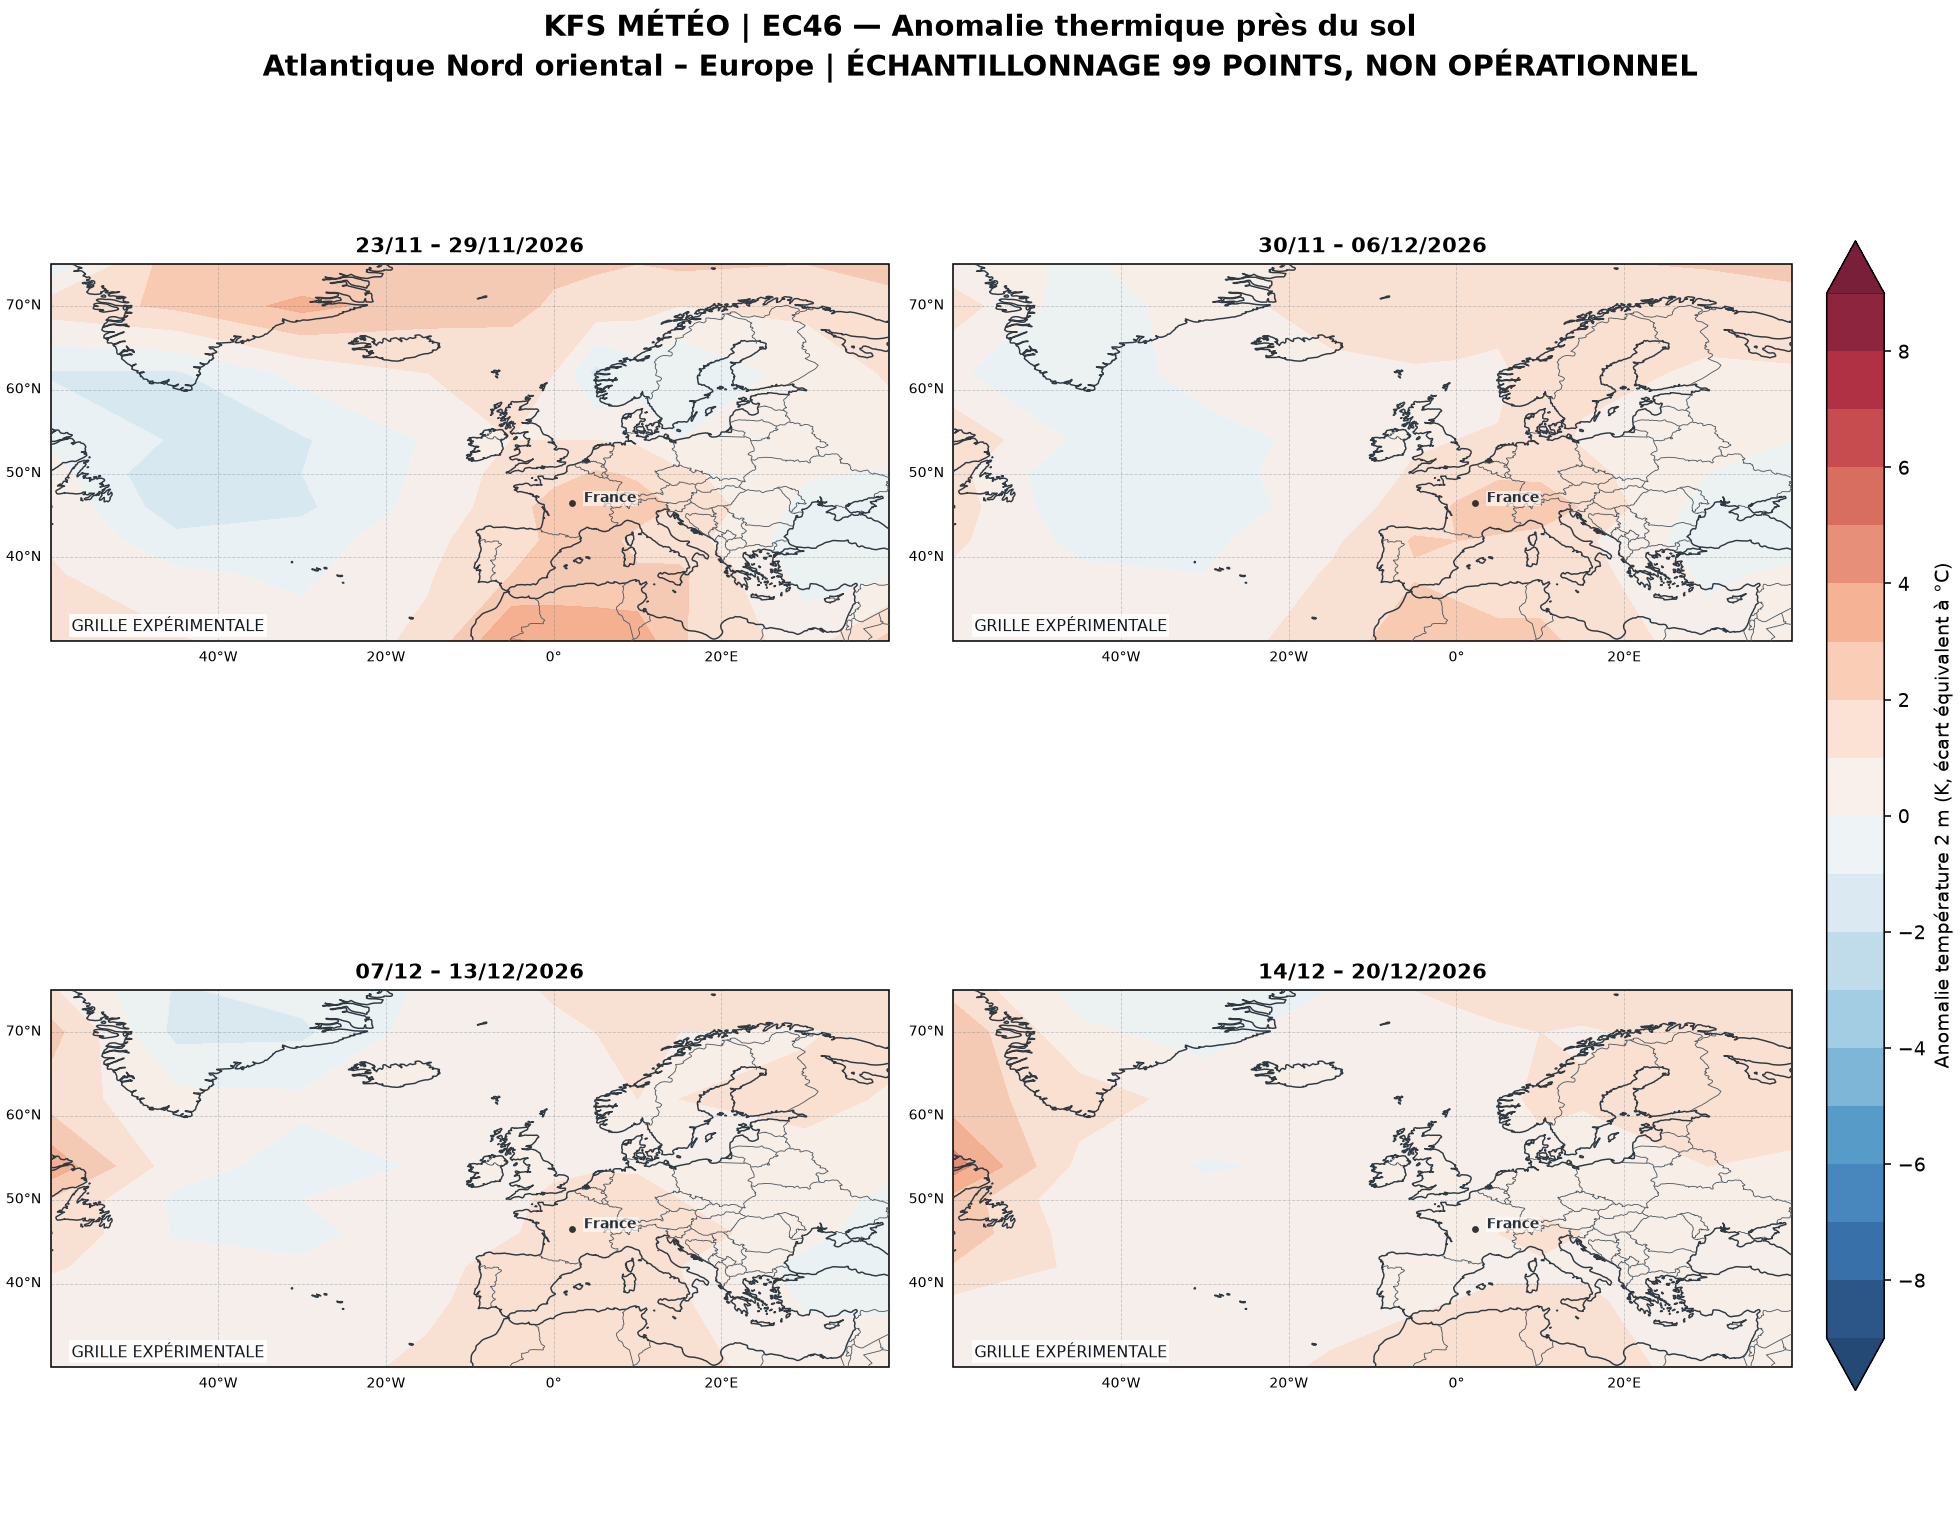 KFS MÉTÉO | EC46 — Anomalie thermique près du sol
Atlantique Nord oriental – Europe | ÉCHANTILLONNAGE 99 POINTS, NON OPÉRATIONNEL
23/11 – 29/11/2026
70°N
60°N
50°N
40°N
France
GRILLE EXPÉRIMENTALE
40°W 20°W 0° 20°E
30/11 – 06/12/2026
70°N
60°N
50°N
40°N
France
GRILLE EXPÉRIMENTALE
40°W 20°W 0° 20°E
07/12 – 13/12/2026
70°N
60°N
50°N
40°N
France
GRILLE EXPÉRIMENTALE
40°W 20°W 0° 20°E
14/12 – 20/12/2026
70°N
60°N
50°N
40°N
France
GRILLE EXPÉRIMENTALE
40°W 20°W 0° 20°E
8
6
4
2
0
−2
−4
−6
−8
Anomalie température 2 m (K, écart équivalent à °C)